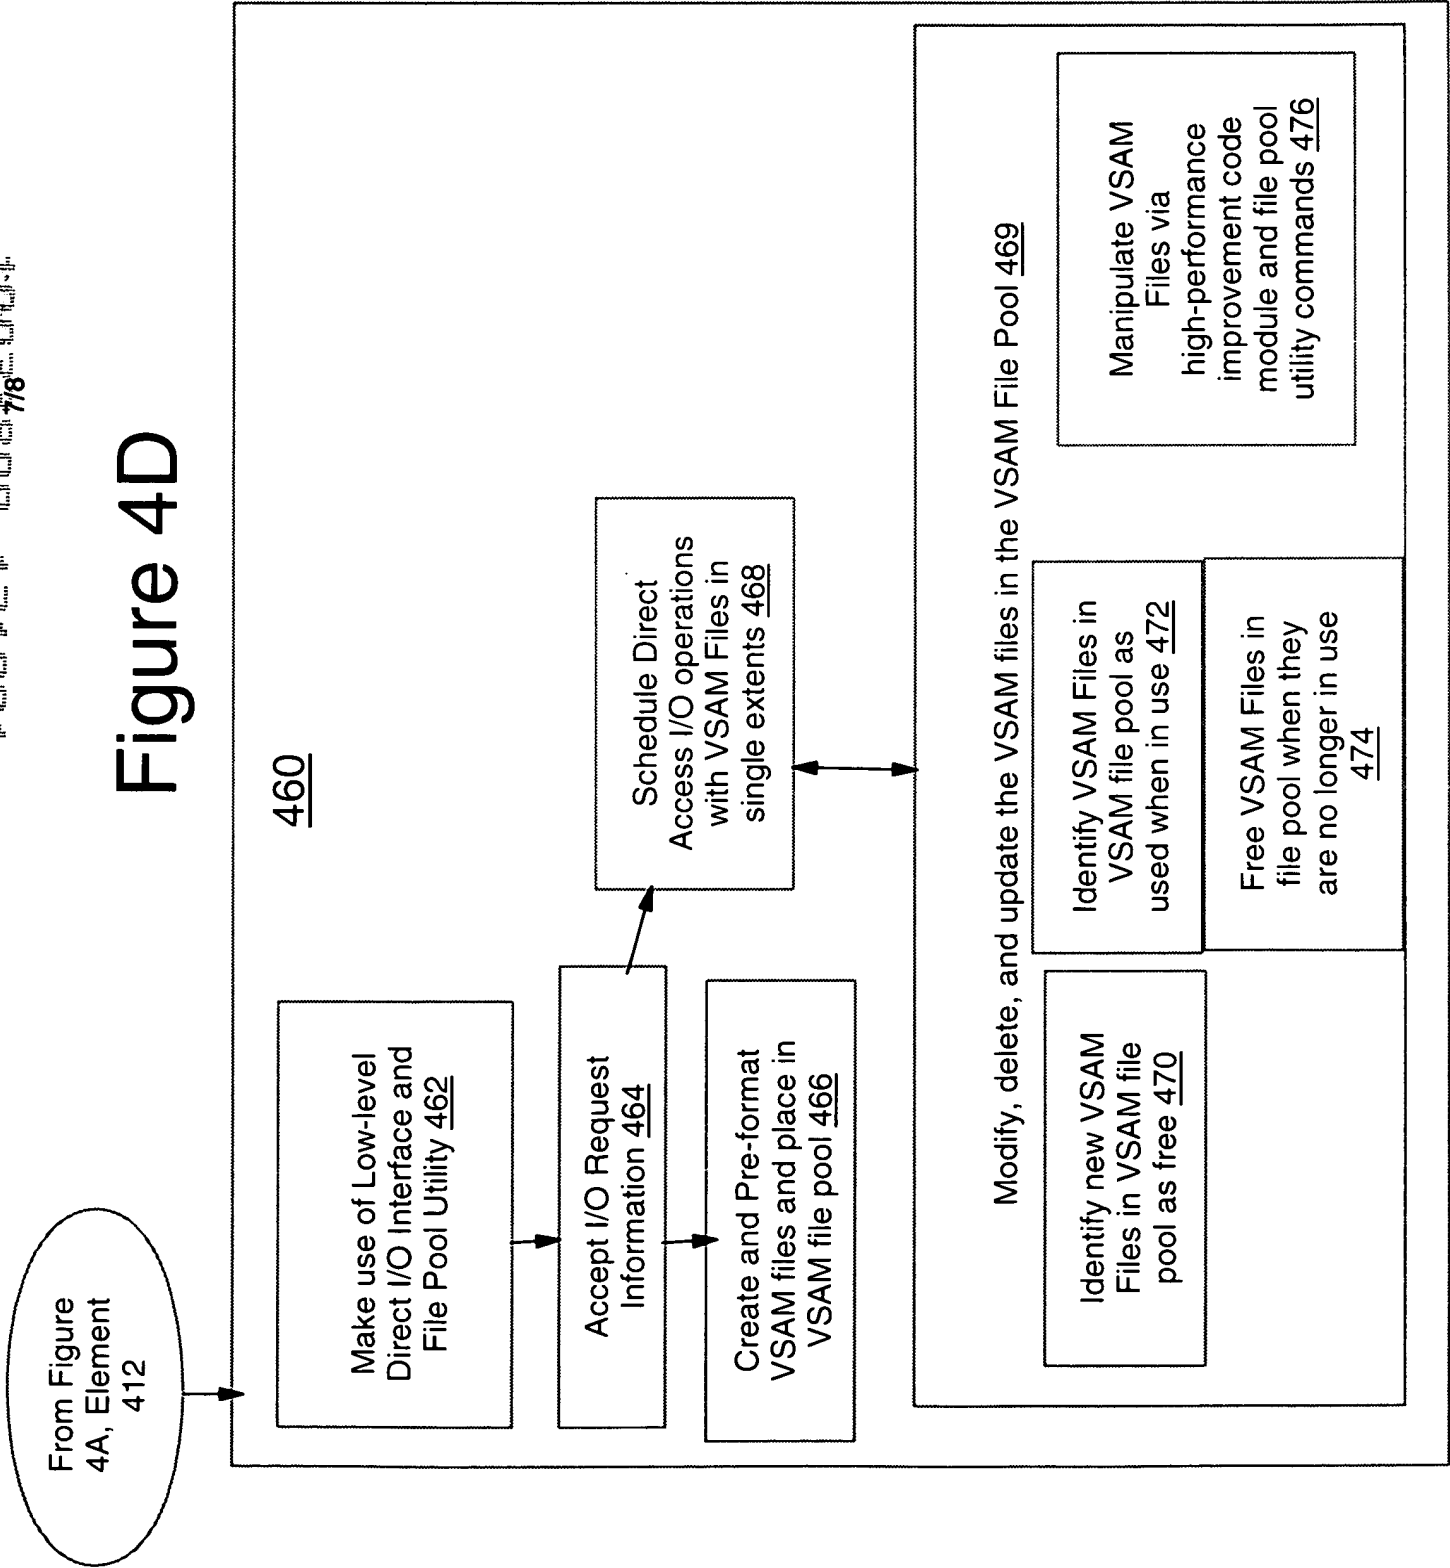 7/8
Figure 4D
From Figure
4A, Element
412
460
Make use of Low-level
Direct I/O Interface and
File Pool Utility 462
Accept I/O Request
Information 464
Create and Pre-format
VSAM files and place in
VSAM file pool 466
Schedule Direct
Access I/O operations
with VSAM Files in
single extents 468
Modify, delete, and update the VSAM files in the VSAM File Pool 469
Identify new VSAM
Files in VSAM file
pool as free 470
Identify VSAM Files in
VSAM file pool as
used when in use 472
Free VSAM Files in
file pool when they
are no longer in use
474
Manipulate VSAM
Files via
high-performance
improvement code
module and file pool
utility commands 476